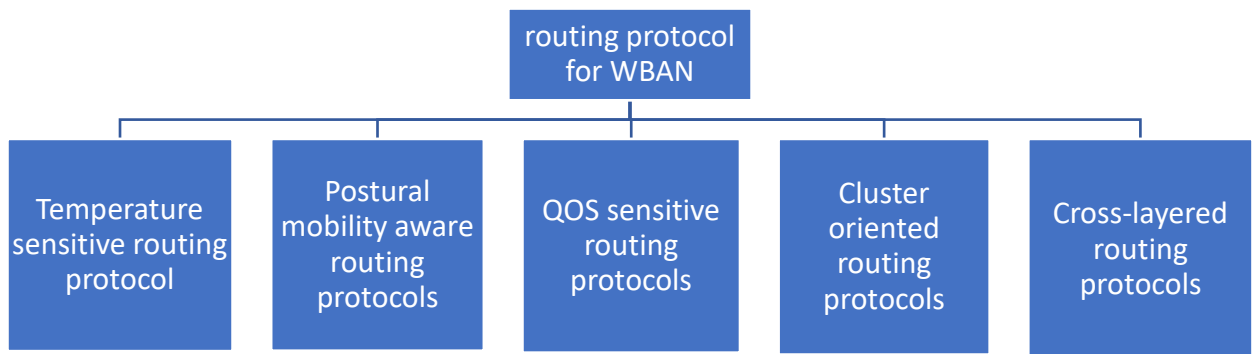 routing protocol
for WBAN
Temperature
sensitive routing
protocol
Postural
mobility aware
routing
protocols
QOS sensitive
routing
protocols
Cluster
oriented
routing
protocols
Cross-layered
routing
protocols